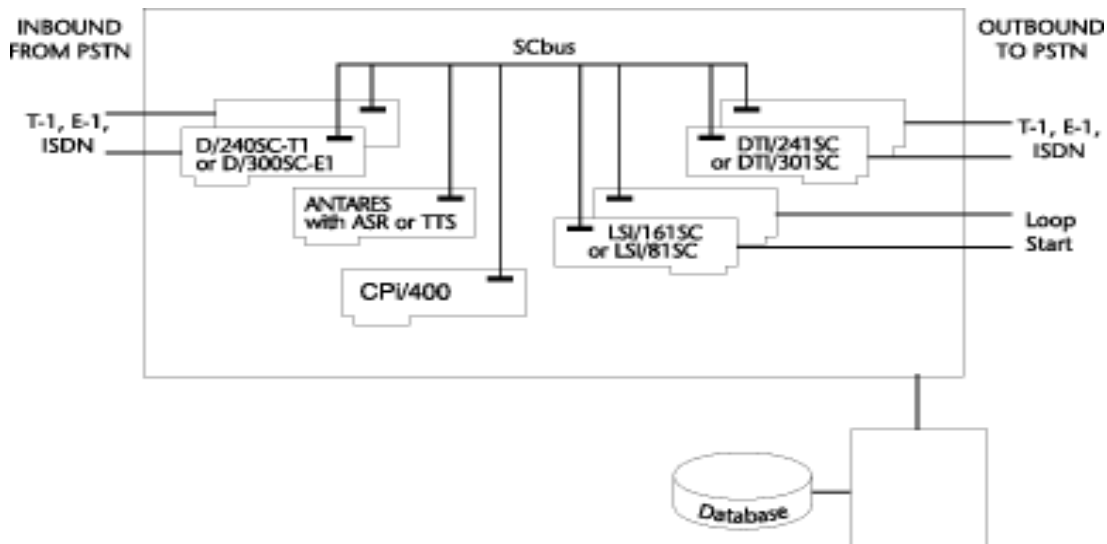 INBOUND
FROM PSTN
SCbus
OUTBOUND
TO PSTN
T-1, E-1,
ISDN
D/240SC-T1
or D/300SC-E1
DTI/241SC
or DTI/301SC
T-1, E-1,
ISDN
ANTARES
with ASR or TTS
LSI/161SC
or LSI/81SC
Loop
Start
CPi/400
Database